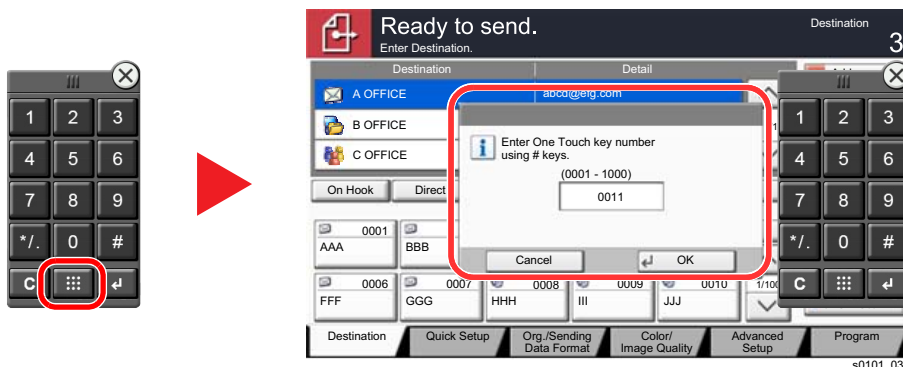 1 2 3
4 5 6
7 8 9
*/. 0 #
C
Ready to send.
Enter Destination.
Destination
3
Destination Detail
A OFFICE abcd@efg.com
B OFFICE
C OFFICE
Enter One Touch key number
using # keys.
(0001 - 1000)
0011
Cancel OK
On Hook Direct
0001
AAA BBB
0006 0007 0008 0009 0010 1/100
FFF GGG HHH III JJJ
1 2 3
4 5 6
7 8 9
*/. 0 #
C
Destination Quick Setup Org./Sending
Data Format Color/
Image Quality Advanced
Setup Program
s0101_03